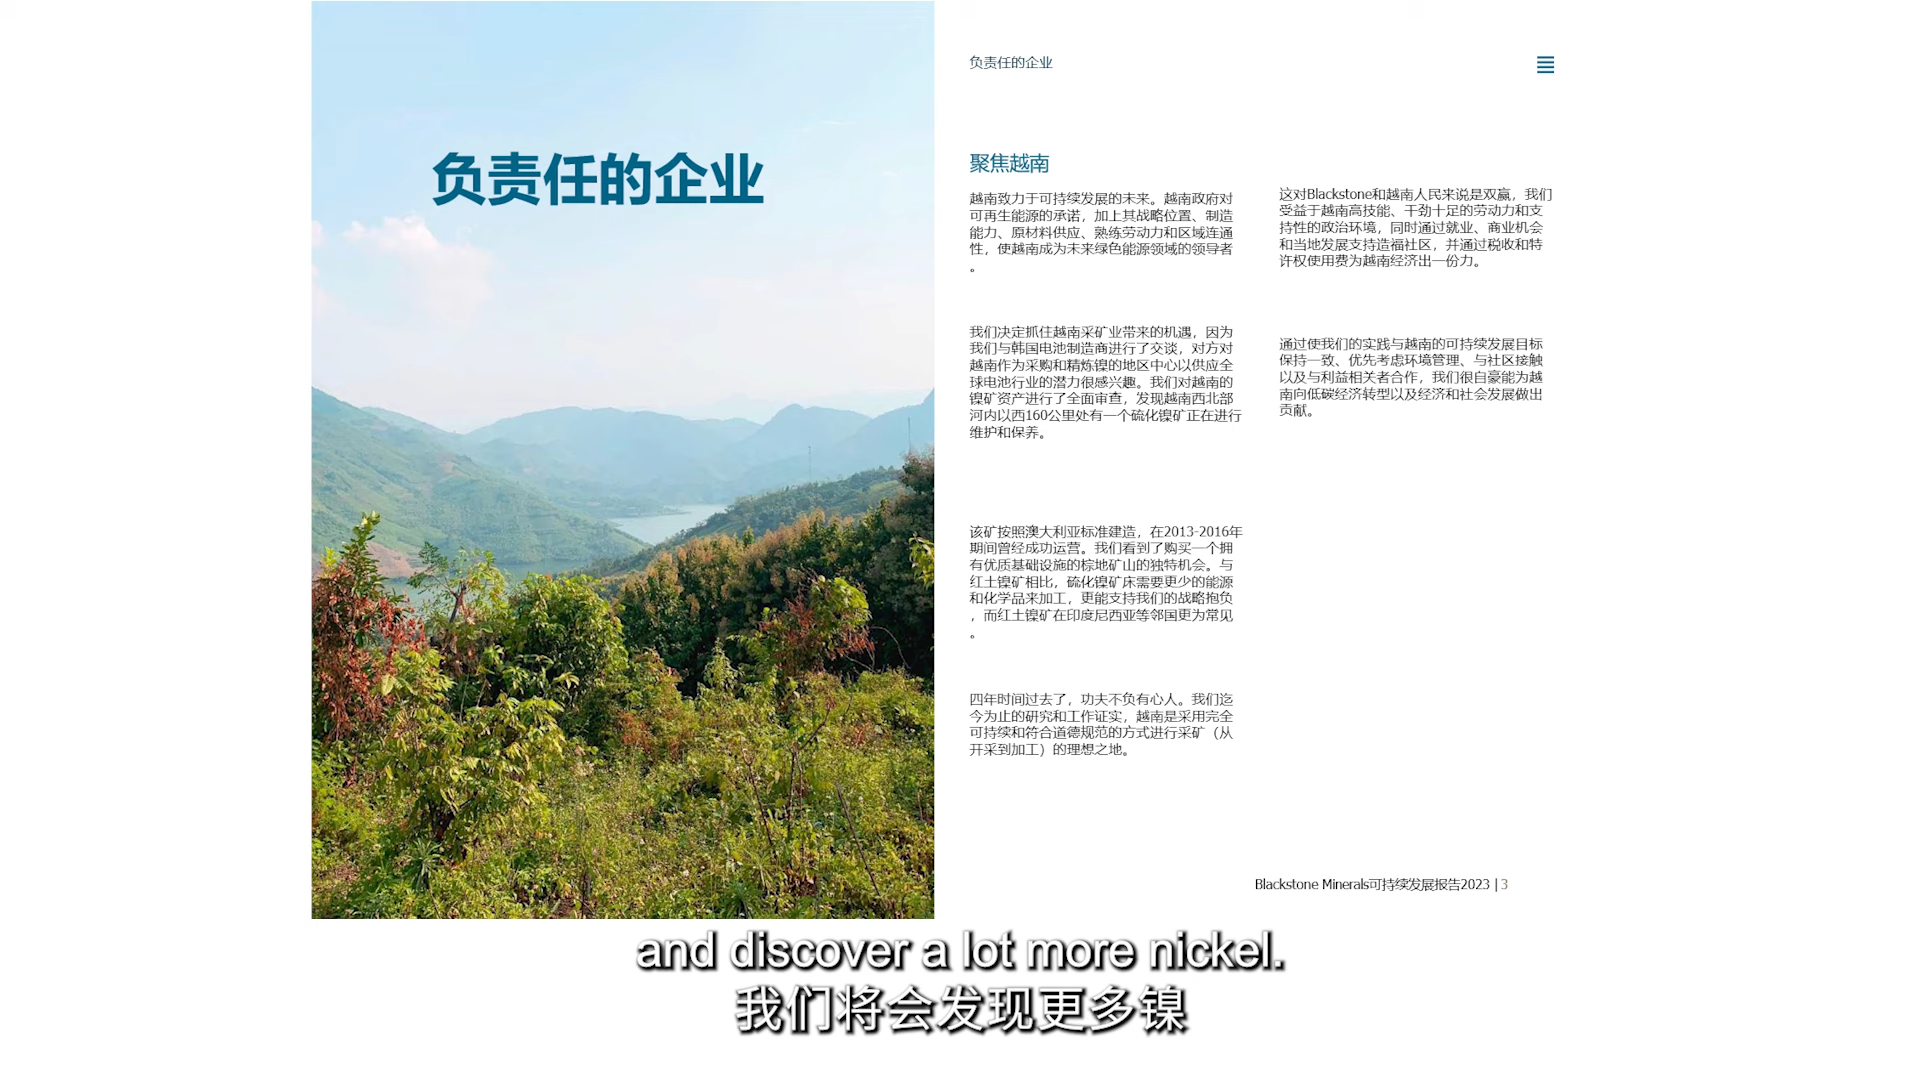 负责任的企业
负责任的企业
聚焦越南
越南致力于可持续发展的未来。越南政府对
可再生能源的承诺，加上其战略位置、制造
能力、原材料供应、熟练劳动力和区域连通
性，使越南成为未来绿色能源领域的领导者
。
我们决定抓住越南采矿业带来的机遇，因为
我们与韩国电池制造商进行了交谈，对方对
越南作为采购和精炼镍的地区中心以供应全
球电池行业的潜力很感兴趣。我们对越南的
镍矿资产进行了全面审查，发现越南西北部
河内以西160公里处有一个硫化镍矿正在进行
维护和保养。
该矿按照澳大利亚标准建造，在2013-2016年
期间曾经成功运营。我们看到了购买一个拥
有优质基础设施的棕地矿山的独特机会。与
红土镍矿相比，硫化镍矿床需要更少的能源
和化学品来加工，更能支持我们的战略抱负
，而红土镍矿在印度尼西亚等邻国更为常见
。
四年时间过去了，功夫不负有心人。我们迄
今为止的研究和工作证实，越南是采用完全
可持续和符合道德规范的方式进行采矿（从
开采到加工）的理想之地。
这对Blackstone和越南人民来说是双赢，我们
受益于越南高技能、干劲十足的劳动力和支
持性的政治环境，同时通过就业、商业机会
和当地发展支持造福社区，并通过税收和特
许权使用费为越南经济出一份力。
通过使我们的实践与越南的可持续发展目标
保持一致、优先考虑环境管理、与社区接触
以及与利益相关者合作，我们很自豪能为越
南向低碳经济转型以及经济和社会发展做出
贡献。
Blackstone Minerals可持续发展报告2023 | 3
and discover a lot more nickel.
我们将会发现更多镍